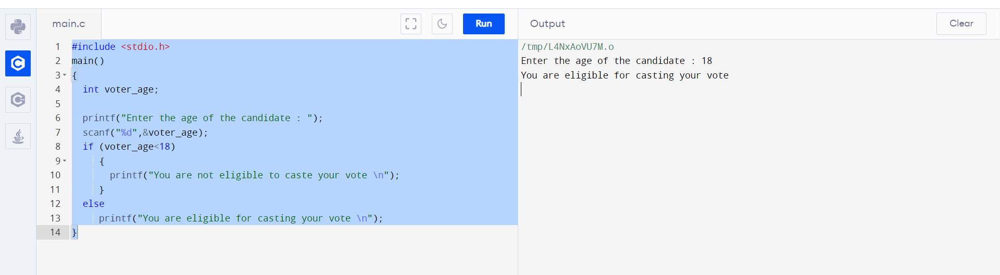 main.c
Run
Output
Clear
1 #include <stdio.h>
2 main()
3 {
4   int voter_age;
5
6   printf("Enter the age of the candidate : ");
7   scanf("%d",&voter_age);
8   if (voter_age<18)
9      {
10       printf("You are not eligible to caste your vote \n");
11     }
12  else
13     printf("You are eligible for casting your vote \n");
14 }
/tmp/L4NxAoVU7M.o
Enter the age of the candidate : 18
You are eligible for casting your vote